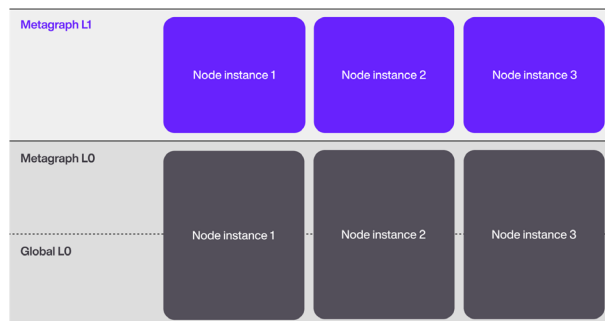 Metagraph L1
Node instance 1
Node instance 2
Node instance 3
Metagraph L0
Node instance 1
Node instance 2
Node instance 3
Global L0